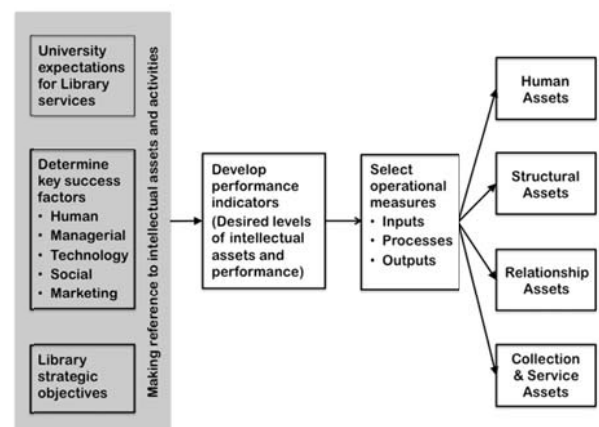 University
expectations
for Library
services
Determine
key success
factors
• Human
• Managerial
• Technology
• Social
• Marketing
Library
strategic
objectives
Making reference to intellectual assets and activities
Develop
performance
indicators
(Desired levels
of intellectual
assets and
performance)
Select
operational
measures
• Inputs
• Processes
• Outputs
Human
Assets
Structural
Assets
Relationship
Assets
Collection
& Service
Assets